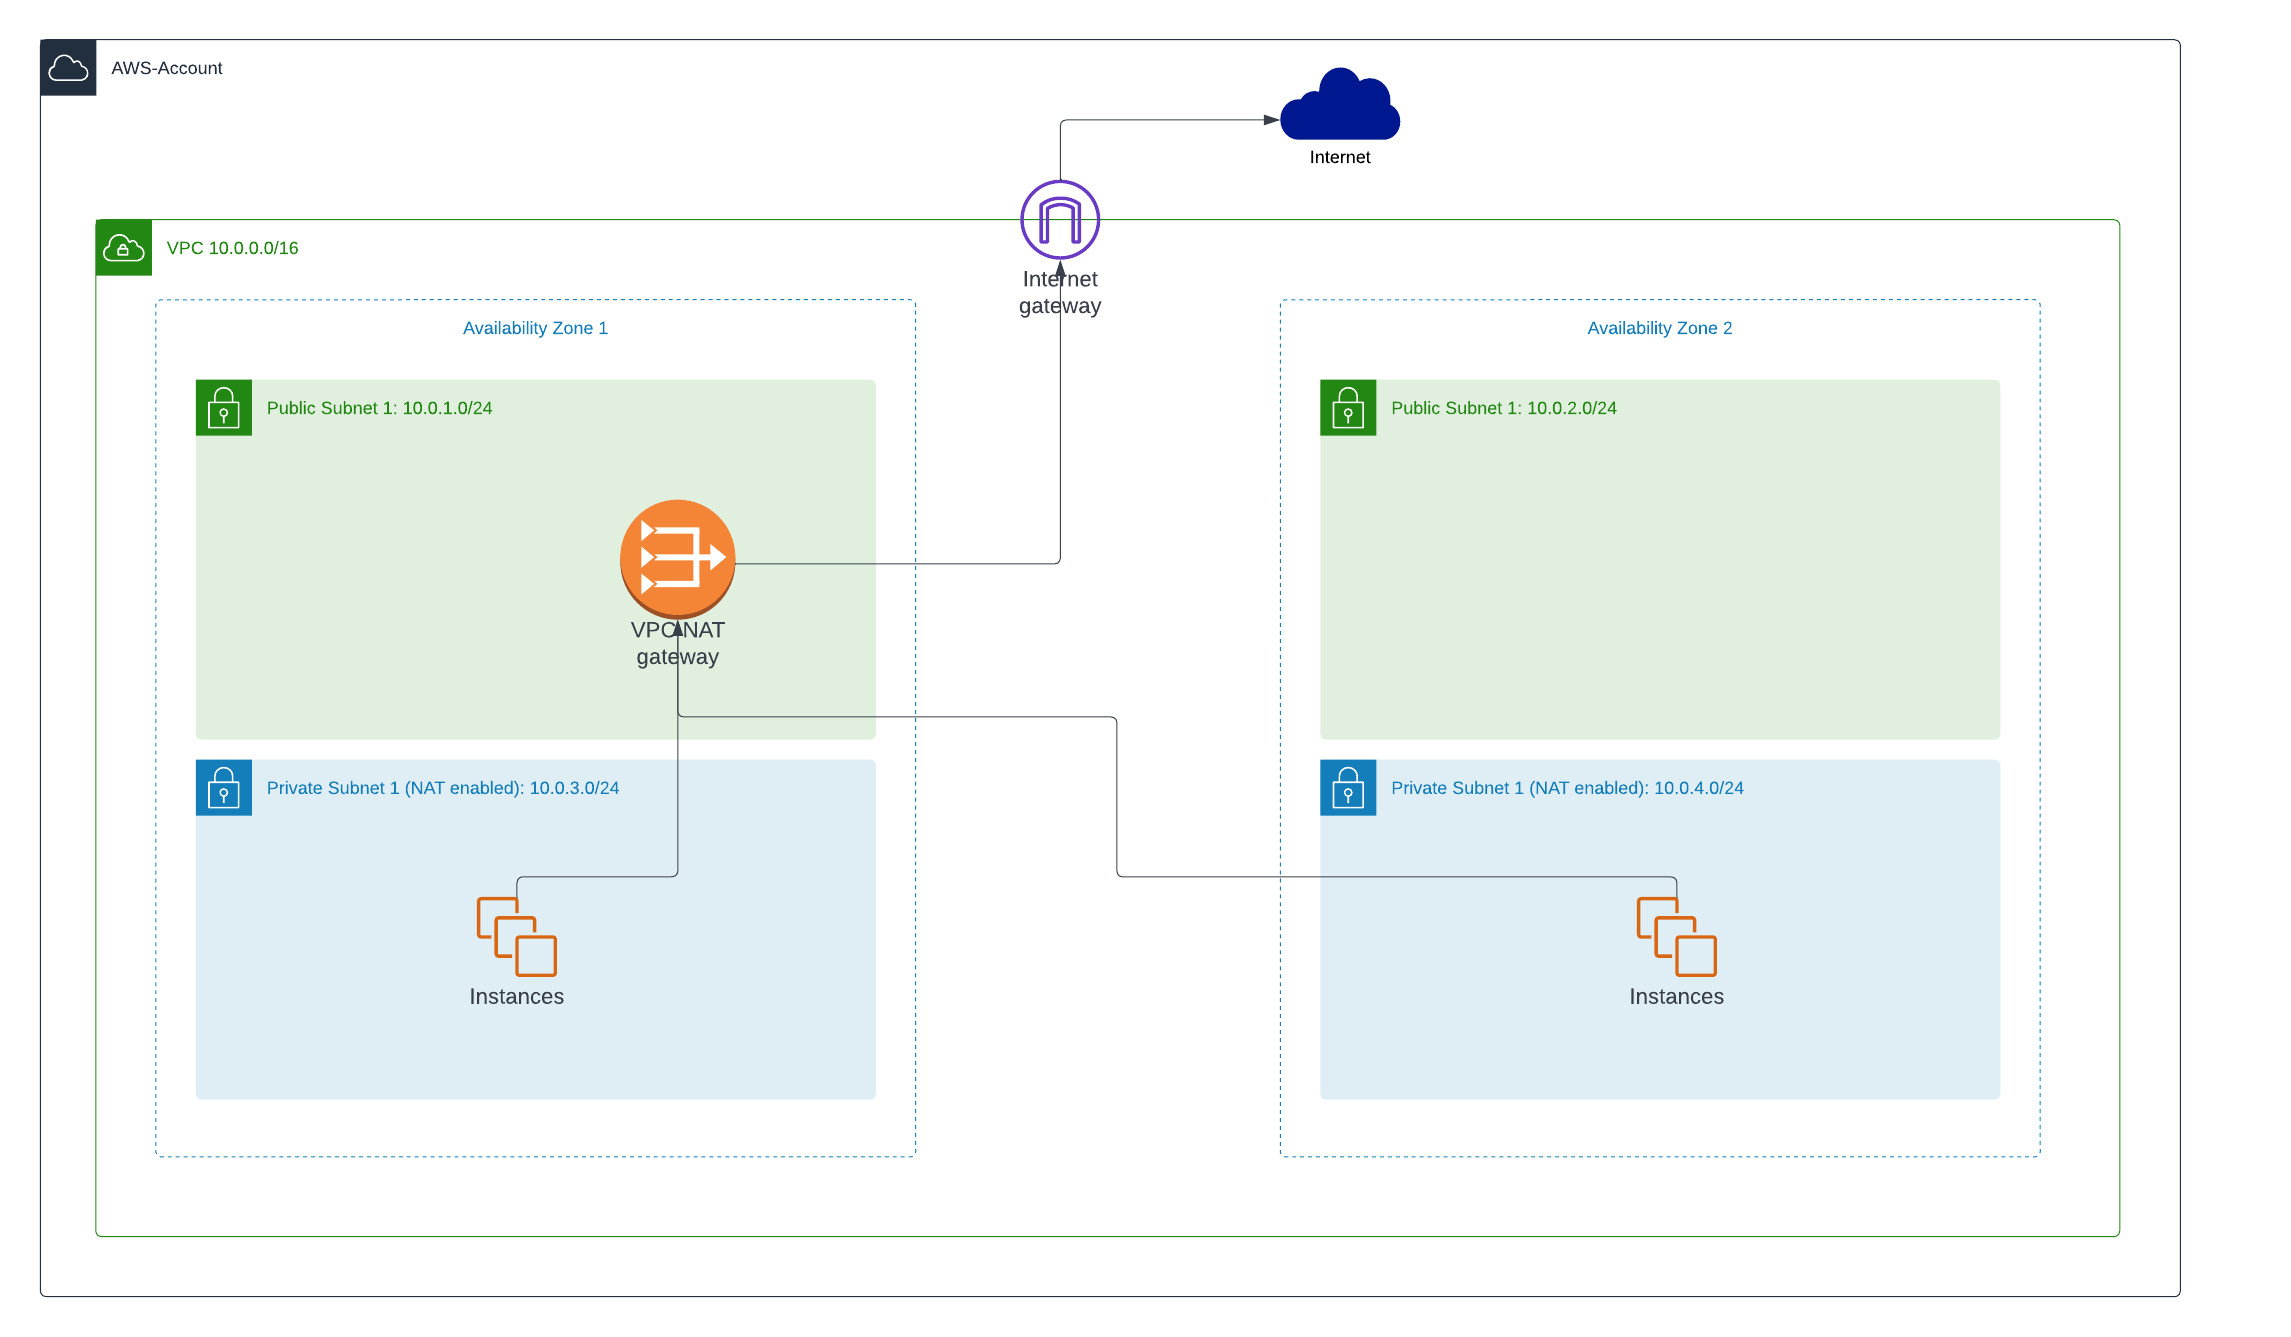 AWS-Account
Internet
VPC 10.0.0.0/16
Internet
gateway
Availability Zone 1
Availability Zone 2
Public Subnet 1: 10.0.1.0/24
Public Subnet 1: 10.0.2.0/24
VPC NAT
gateway
Private Subnet 1 (NAT enabled): 10.0.3.0/24
Private Subnet 1 (NAT enabled): 10.0.4.0/24
Instances
Instances